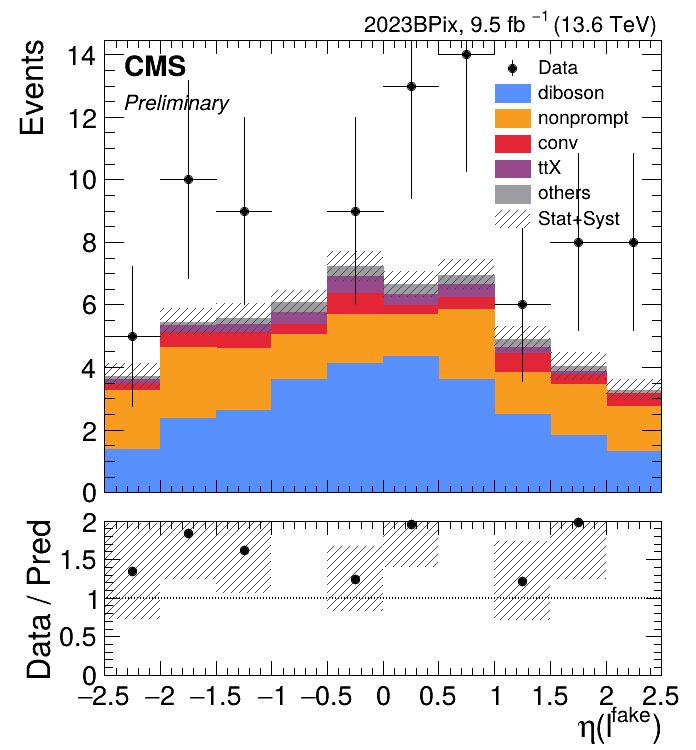 2023BPix, 9.5 fb⁻¹ (13.6 TeV)
Events
CMS
Preliminary
Data
diboson
nonprompt
conv
ttX
others
Stat+Syst
14
12
10
8
6
4
2
0
Data / Pred
2
1.5
1
0.5
0
−2.5 −2 −1.5 −1 −0.5 0 0.5 1 1.5 2 2.5
η(l^fake)